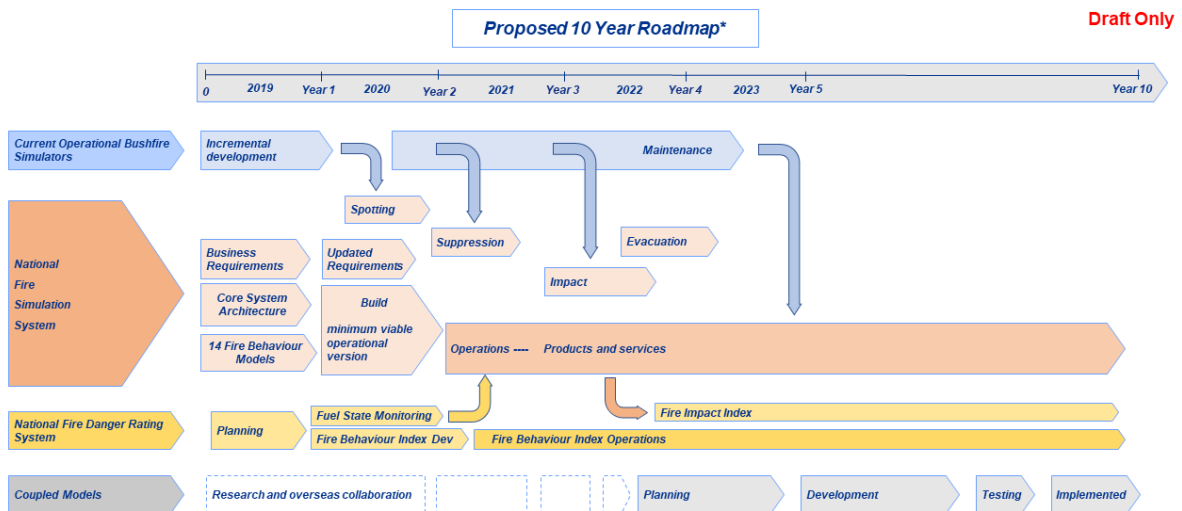 Proposed 10 Year Roadmap*
Draft Only
0
2019
Year 1
2020
Year 2
2021
Year 3
2022
Year 4
2023
Year 5
Year 10
Current Operational Bushfire
Simulators
Incremental
development
Maintenance
Spotting
Suppression
Evacuation
Impact
National
Fire
Simulation
System
Business
Requirements
Updated
Requirements
Core System
Architecture
Build
minimum viable
operational
version
14 Fire Behaviour
Models
Operations ---- Products and services
National Fire Danger Rating
System
Planning
Fuel State Monitoring
Fire Behaviour Index Dev
Fire Impact Index
Fire Behaviour Index Operations
Coupled Models
Research and overseas collaboration
Planning
Development
Testing
Implemented